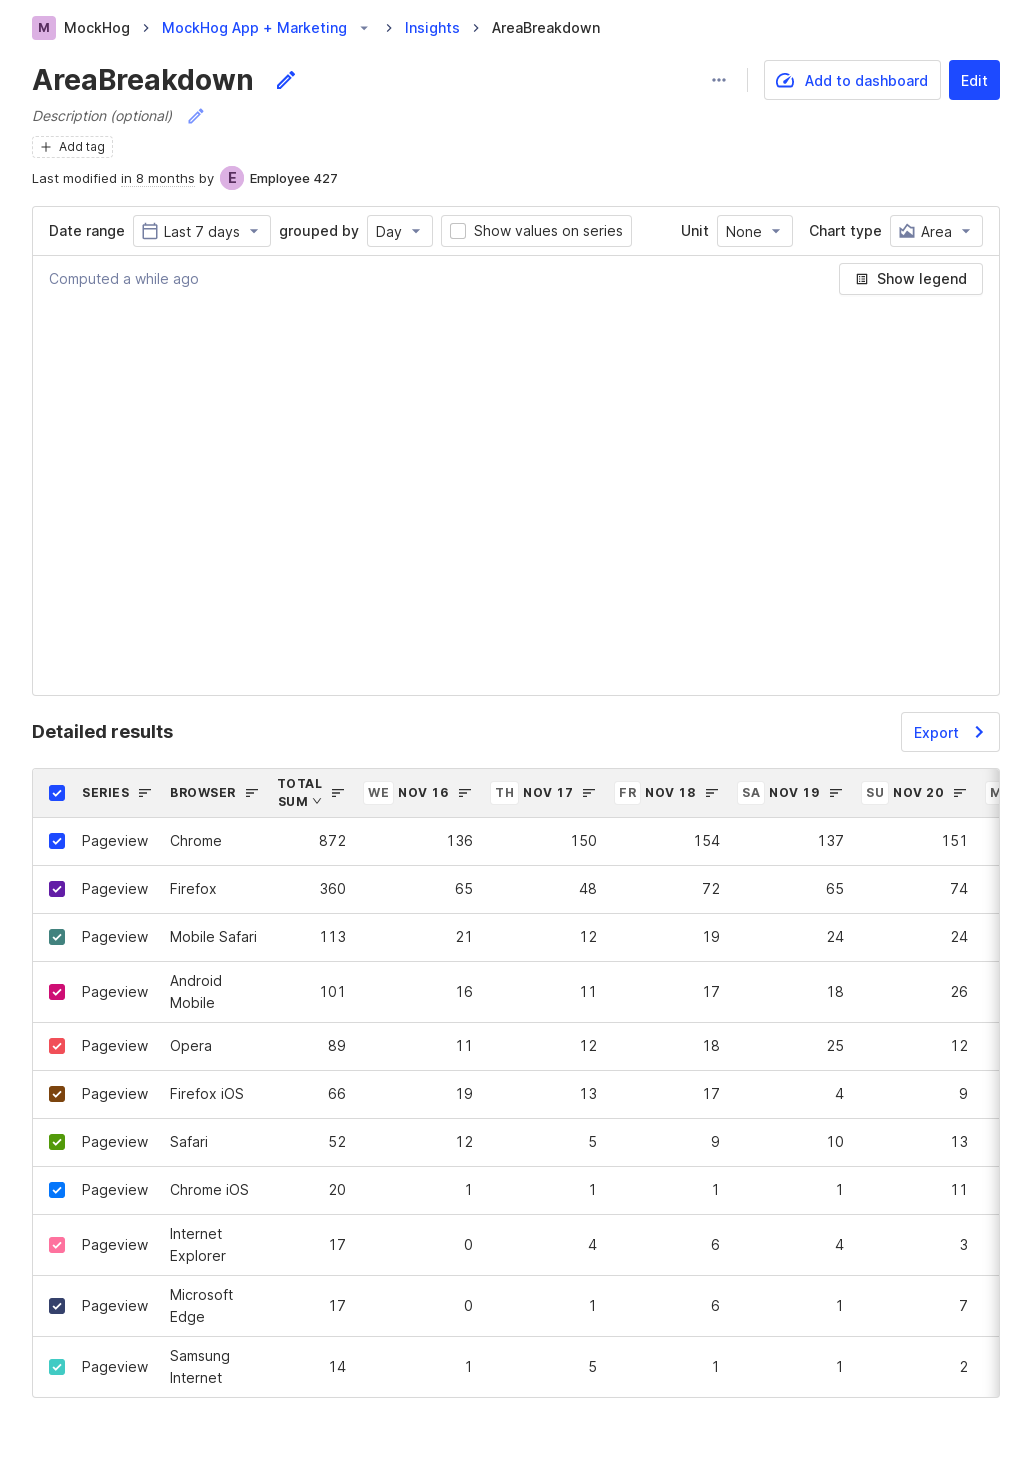 M MockHog MockHog App + Marketing Insights AreaBreakdown
AreaBreakdown
Add to dashboard Edit
Description (optional)
Add tag
Last modified in 8 months by E Employee 427
Date range Last 7 days grouped by Day Show values on series Unit None Chart type Area
Computed a while ago Show legend
Detailed results Export
SERIES BROWSER TOTAL SUM WE NOV 16 TH NOV 17 FR NOV 18 SA NOV 19 SU NOV 20 M
Pageview Chrome 872 136 150 154 137 151
Pageview Firefox 360 65 48 72 65 74
Pageview Mobile Safari 113 21 12 19 24 24
Pageview Android Mobile 101 16 11 17 18 26
Pageview Opera 89 11 12 18 25 12
Pageview Firefox iOS 66 19 13 17 4 9
Pageview Safari 52 12 5 9 10 13
Pageview Chrome iOS 20 1 1 1 1 11
Pageview Internet Explorer 17 0 4 6 4 3
Pageview Microsoft Edge 17 0 1 6 1 7
Pageview Samsung Internet 14 1 5 1 1 2